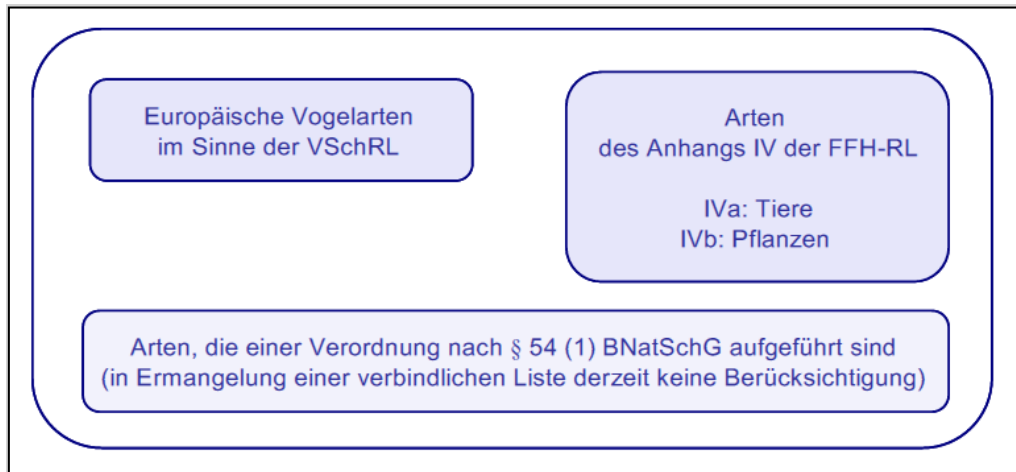 Europäische Vogelarten
im Sinne der VSchRL
Arten
des Anhangs IV der FFH-RL
IVa: Tiere
IVb: Pflanzen
Arten, die einer Verordnung nach § 54 (1) BNatSchG aufgeführt sind
(in Ermangelung einer verbindlichen Liste derzeit keine Berücksichtigung)